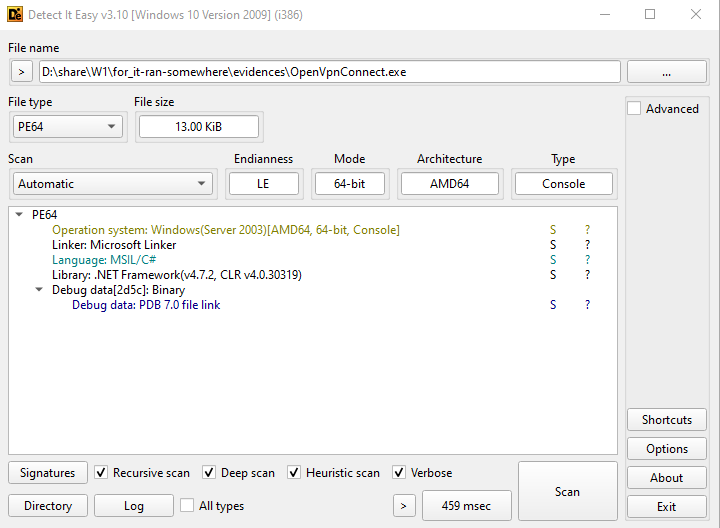 Detect It Easy v3.10 [Windows 10 Version 2009] (i386)
File name
> D:\share\W1\for_it-ran-somewhere\evidences\OpenVpnConnect.exe ...
File type File size
PE64 13.00 KiB Advanced
Scan Endianness Mode Architecture Type
Automatic LE 64-bit AMD64 Console
PE64
Operation system: Windows(Server 2003)[AMD64, 64-bit, Console] S ?
Linker: Microsoft Linker S ?
Language: MSIL/C# S ?
Library: .NET Framework(v4.7.2, CLR v4.0.30319) S ?
Debug data[2d5c]: Binary
Debug data: PDB 7.0 file link S ?
Shortcuts
Options
Signatures Recursive scan Deep scan Heuristic scan Verbose Scan About
Directory Log All types > 459 msec Exit